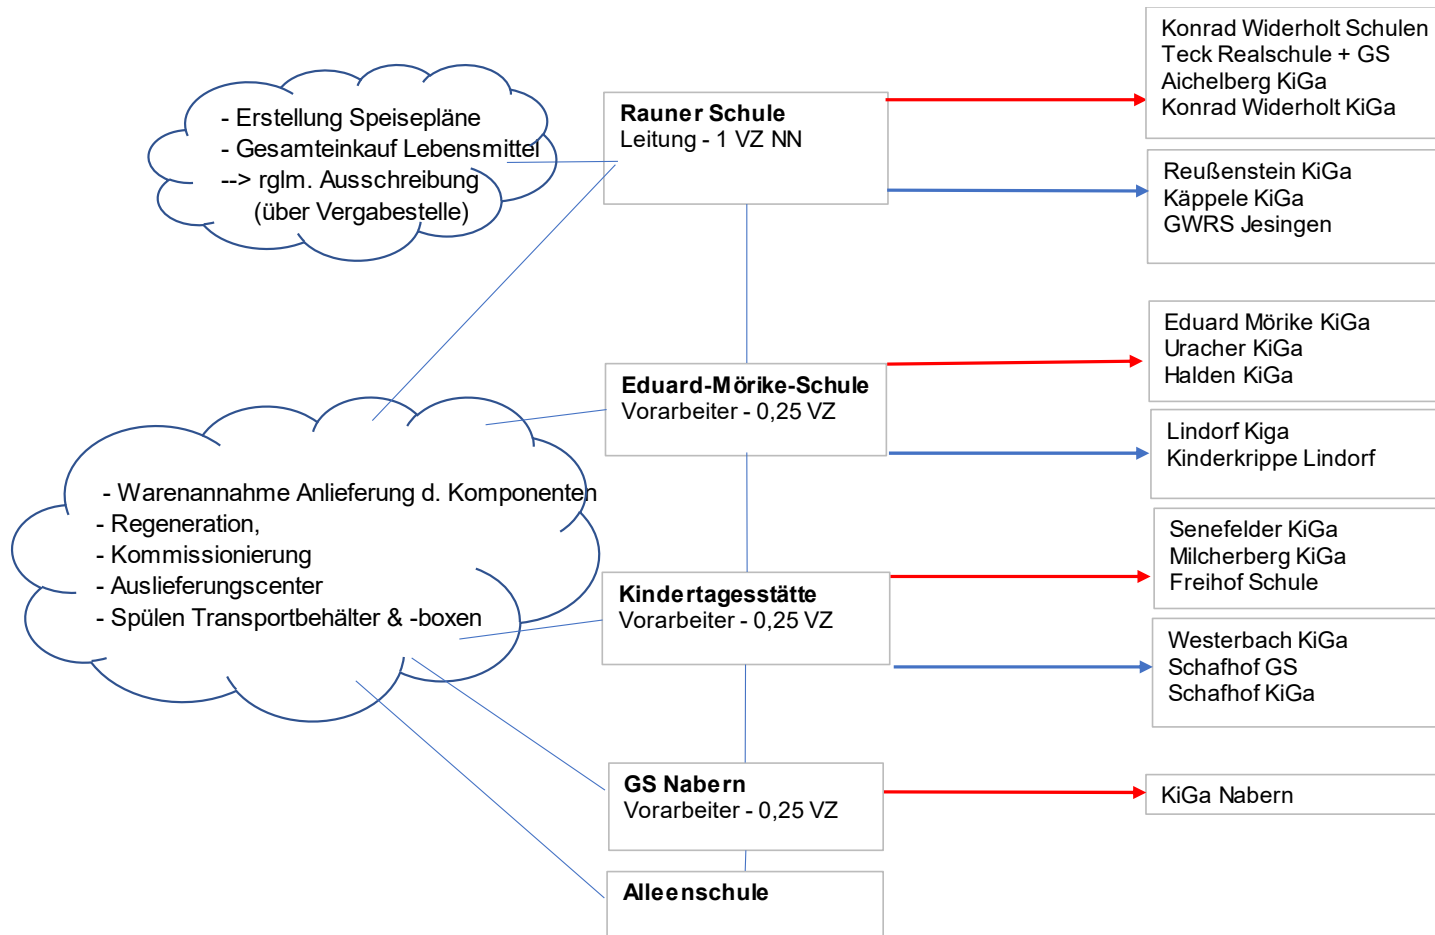 - Erstellung Speisepläne
- Gesamteinkauf Lebensmittel
--> rglm. Ausschreibung
(über Vergabestelle)
- Warenannahme Anlieferung d. Komponenten
- Regeneration,
- Kommissionierung
- Auslieferungscenter
- Spülen Transportbehälter & -boxen
Rauner Schule
Leitung - 1 VZ NN
Eduard-Mörike-Schule
Vorarbeiter - 0,25 VZ
Kindertagesstätte
Vorarbeiter - 0,25 VZ
GS Nabern
Vorarbeiter - 0,25 VZ
Alleenschule
Konrad Widerholt Schulen
Teck Realschule + GS
Aichelberg KiGa
Konrad Widerholt KiGa
Reußenstein KiGa
Käppele KiGa
GWRS Jesingen
Eduard Mörike KiGa
Uracher KiGa
Halden KiGa
Lindorf Kiga
Kinderkrippe Lindorf
Senefelder KiGa
Milcherberg KiGa
Freihof Schule
Westerbach KiGa
Schafhof GS
Schafhof KiGa
KiGa Nabern